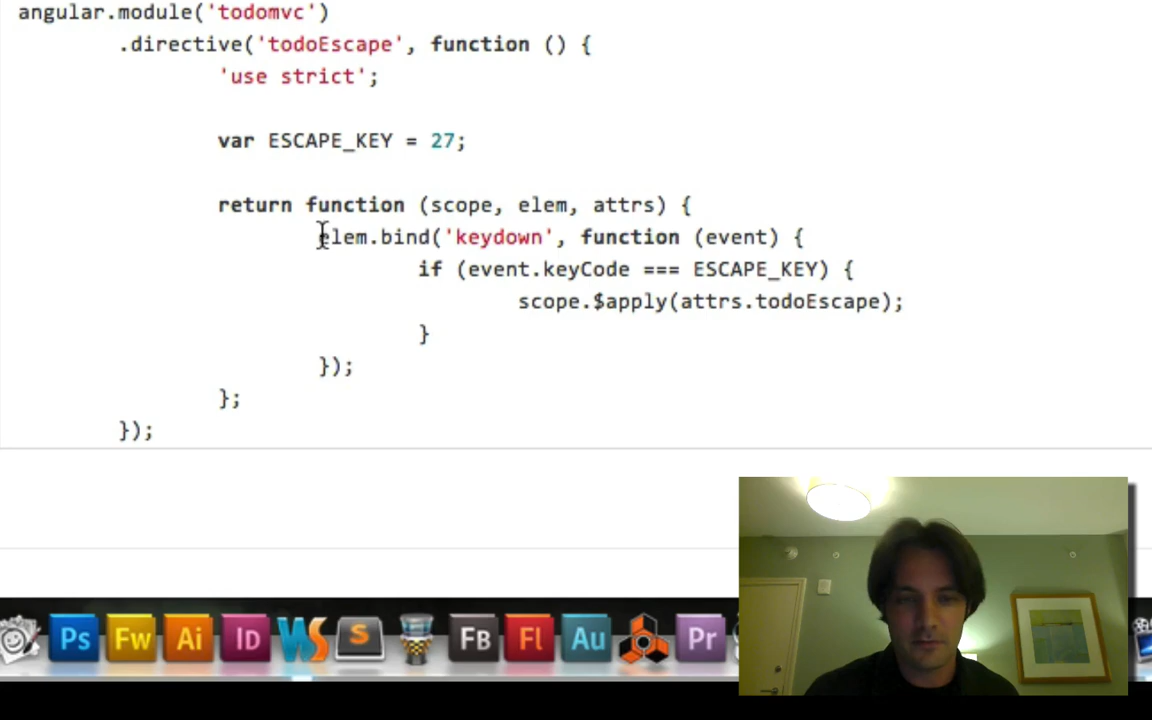 angular.module('todomvc')
.directive('todoEscape', function () {
'use strict';
var ESCAPE_KEY = 27;
return function (scope, elem, attrs) {
elem.bind('keydown', function (event) {
if (event.keyCode === ESCAPE_KEY) {
scope.$apply(attrs.todoEscape);
}
});
};
});
Ps Fw Ai Id WS S FB Fl Au Pr